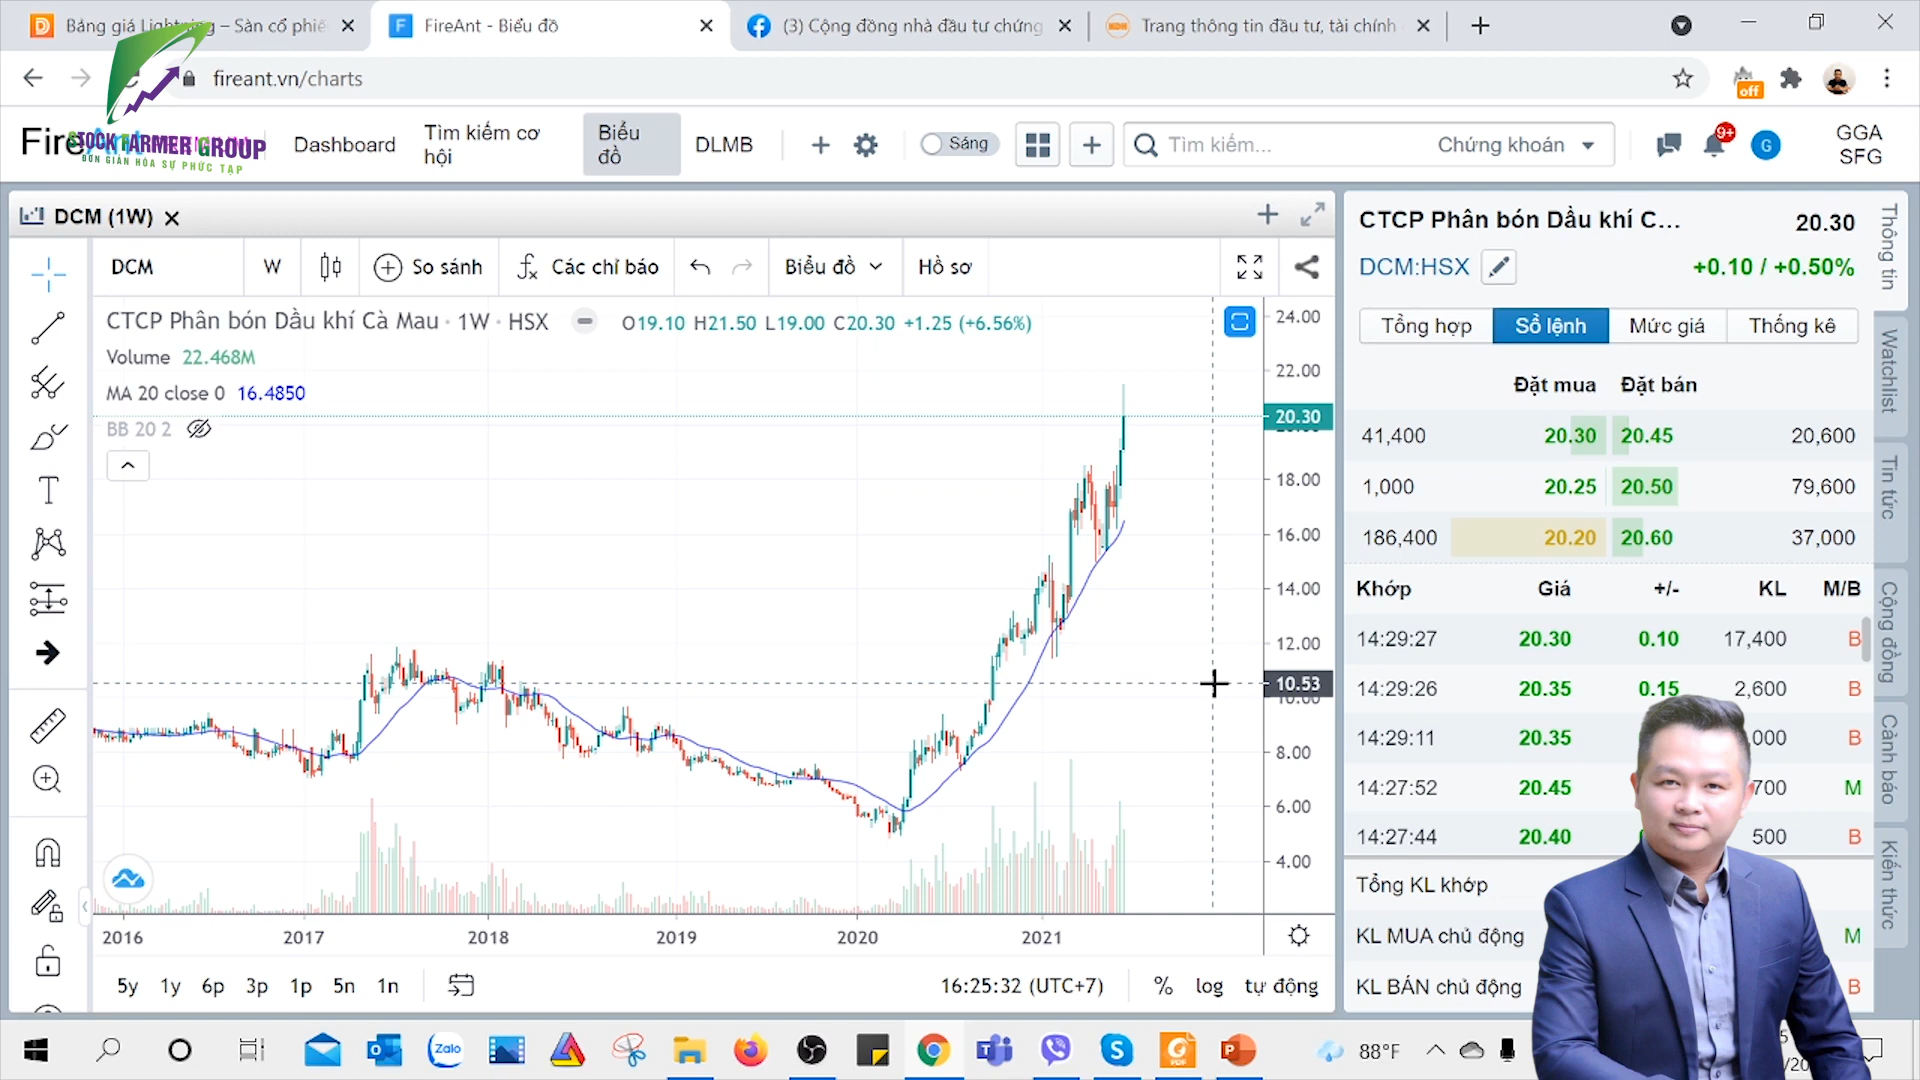 Bảng giá Lightning – Sàn cổ phiế
FireAnt - Biểu đồ
(3) Cộng đồng nhà đầu tư chứng
Trang thông tin đầu tư, tài chính
fireant.vn/charts
off
Fire
STOCK FARMER GROUP
ĐƠN GIẢN HÓA SỰ PHỨC TẠP
Dashboard
Tìm kiếm cơ
hội
Biểu
đồ
DLMB
Sáng
Tìm kiếm...
Chứng khoán
9+
G
GGA
SFG
DCM (1W)
DCM
W
So sánh
Các chỉ báo
Biểu đồ
Hồ sơ
CTCP Phân bón Dầu khí Cà Mau · 1W · HSX
O19.10 H21.50 L19.00 C20.30 +1.25 (+6.56%)
Volume 22.468M
MA 20 close 0 16.4850
BB 20 2
24.00
22.00
20.30
18.00
16.00
14.00
12.00
10.53
10.00
8.00
6.00
4.00
2016
2017
2018
2019
2020
2021
5y 1y 6p 3p 1p 5n 1n
16:25:32 (UTC+7)
% log tự động
CTCP Phân bón Dầu khí C...
20.30
DCM:HSX
+0.10 / +0.50%
Tổng hợp
Sổ lệnh
Mức giá
Thống kê
Đặt mua Đặt bán
41,400 20.30 20.45 20,600
1,000 20.25 20.50 79,600
186,400 20.20 20.60 37,000
Khớp Giá +/- KL M/B
14:29:27 20.30 0.10 17,400 B
14:29:26 20.35 0.15 2,600 B
14:29:11 20.35 000 B
14:27:52 20.45 700 M
14:27:44 20.40 500 B
Tổng KL khớp
KL MUA chủ động M
KL BÁN chủ động B
Thông tin
Watchlist
Tin tức
Cộng đồng
Cảnh báo
Kiến thức
Zalo
88°F